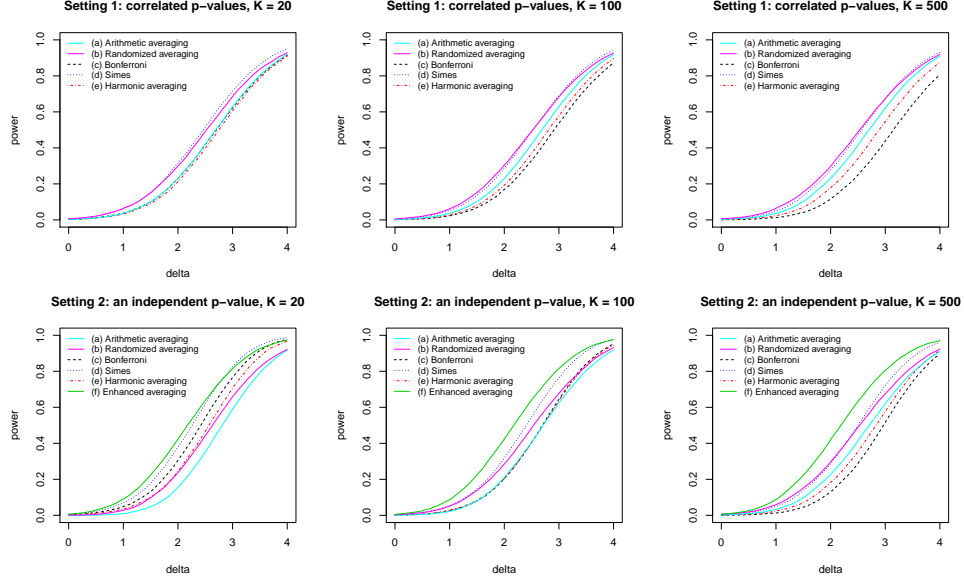 Setting 1: correlated p−values, K = 20
1.0
0.8
0.6
0.4
0.2
0.0
power
(a) Arithmetic averaging
(b) Randomized averaging
(c) Bonferroni
(d) Simes
(e) Harmonic averaging
0 1 2 3 4
delta
Setting 1: correlated p−values, K = 100
1.0
0.8
0.6
0.4
0.2
0.0
power
(a) Arithmetic averaging
(b) Randomized averaging
(c) Bonferroni
(d) Simes
(e) Harmonic averaging
0 1 2 3 4
delta
Setting 1: correlated p−values, K = 500
1.0
0.8
0.6
0.4
0.2
0.0
power
(a) Arithmetic averaging
(b) Randomized averaging
(c) Bonferroni
(d) Simes
(e) Harmonic averaging
0 1 2 3 4
delta
Setting 2: an independent p−value, K = 20
1.0
0.8
0.6
0.4
0.2
0.0
power
(a) Arithmetic averaging
(b) Randomized averaging
(c) Bonferroni
(d) Simes
(e) Harmonic averaging
(f) Enhanced averaging
0 1 2 3 4
delta
Setting 2: an independent p−value, K = 100
1.0
0.8
0.6
0.4
0.2
0.0
power
(a) Arithmetic averaging
(b) Randomized averaging
(c) Bonferroni
(d) Simes
(e) Harmonic averaging
(f) Enhanced averaging
0 1 2 3 4
delta
Setting 2: an independent p−value, K = 500
1.0
0.8
0.6
0.4
0.2
0.0
power
(a) Arithmetic averaging
(b) Randomized averaging
(c) Bonferroni
(d) Simes
(e) Harmonic averaging
(f) Enhanced averaging
0 1 2 3 4
delta